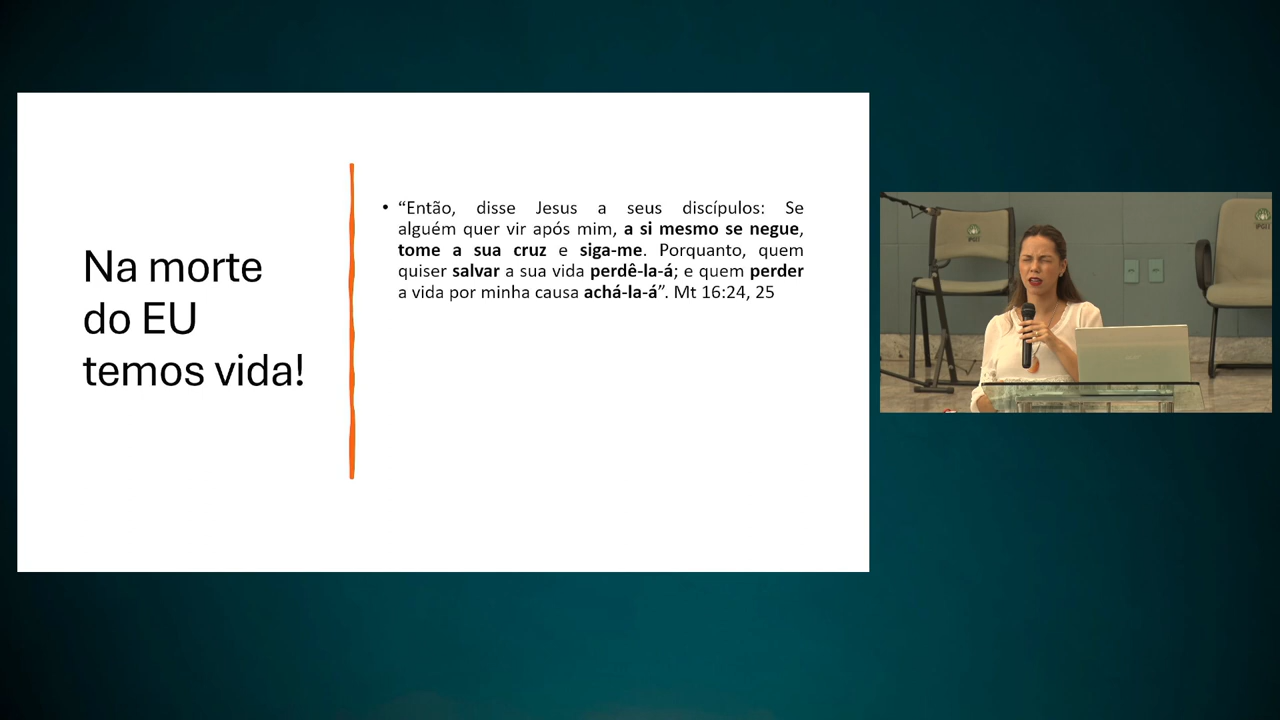 Na morte
do EU
temos vida!
• “Então, disse Jesus a seus discípulos: Se
alguém quer vir após mim, a si mesmo se negue,
tome a sua cruz e siga-me. Porquanto, quem
quiser salvar a sua vida perdê-la-á; e quem perder
a vida por minha causa achá-la-á”. Mt 16:24, 25